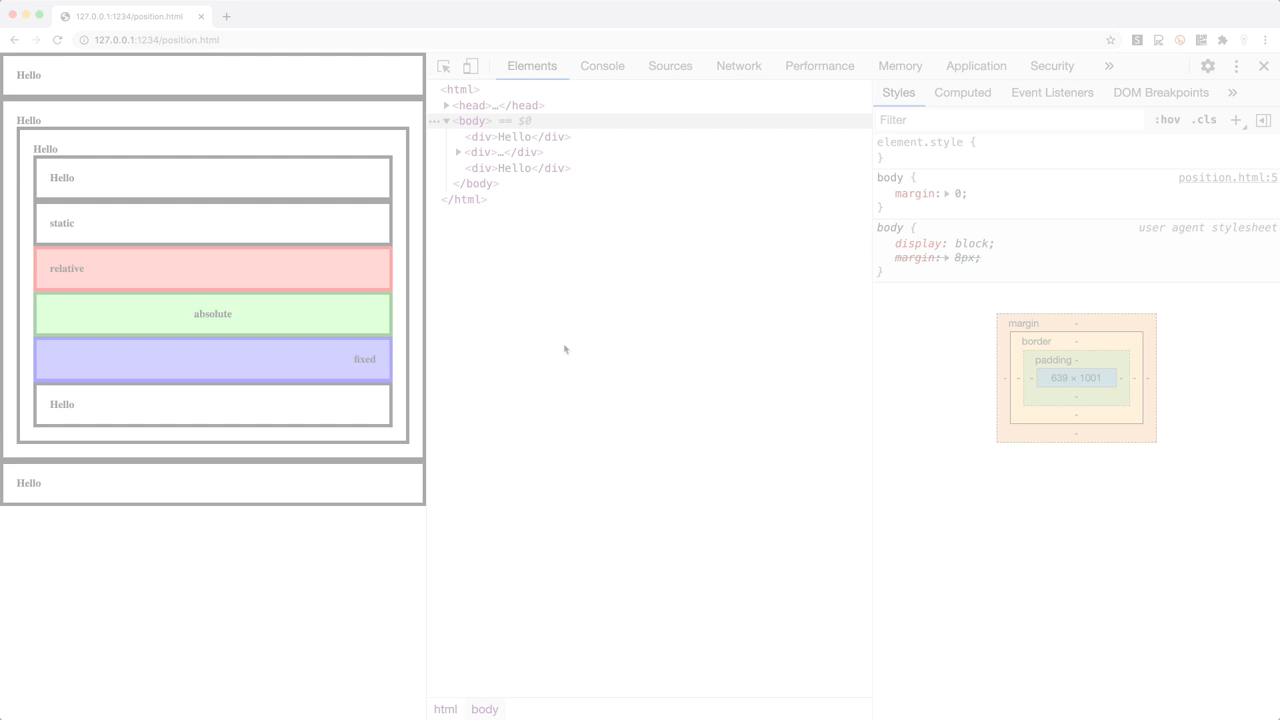 127.0.0.1:1234/position.html
127.0.0.1:1234/position.html
Hello
Hello
Hello
Hello
static
relative
absolute
fixed
Hello
Hello
Elements Console Sources Network Performance Memory Application Security
<html>
<head>…</head>
<body> == $0
<div>Hello</div>
<div>…</div>
<div>Hello</div>
</body>
</html>
html body
Styles Computed Event Listeners DOM Breakpoints
Filter :hov .cls
element.style {
}
body { position.html:5
margin: 0;
}
body { user agent stylesheet
display: block;
margin: 8px;
}
margin -
border -
padding -
- - - 639 × 1001 - - -
-
-
-